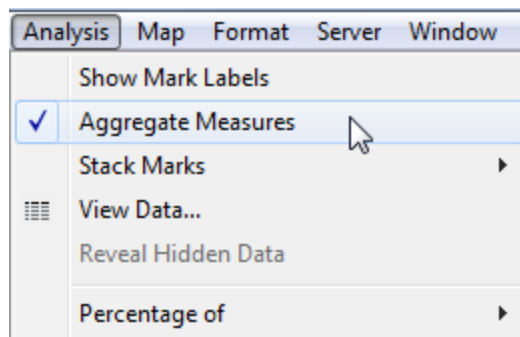 Analysis Map Format Server Window
Show Mark Labels
Aggregate Measures
Stack Marks
View Data...
Reveal Hidden Data
Percentage of